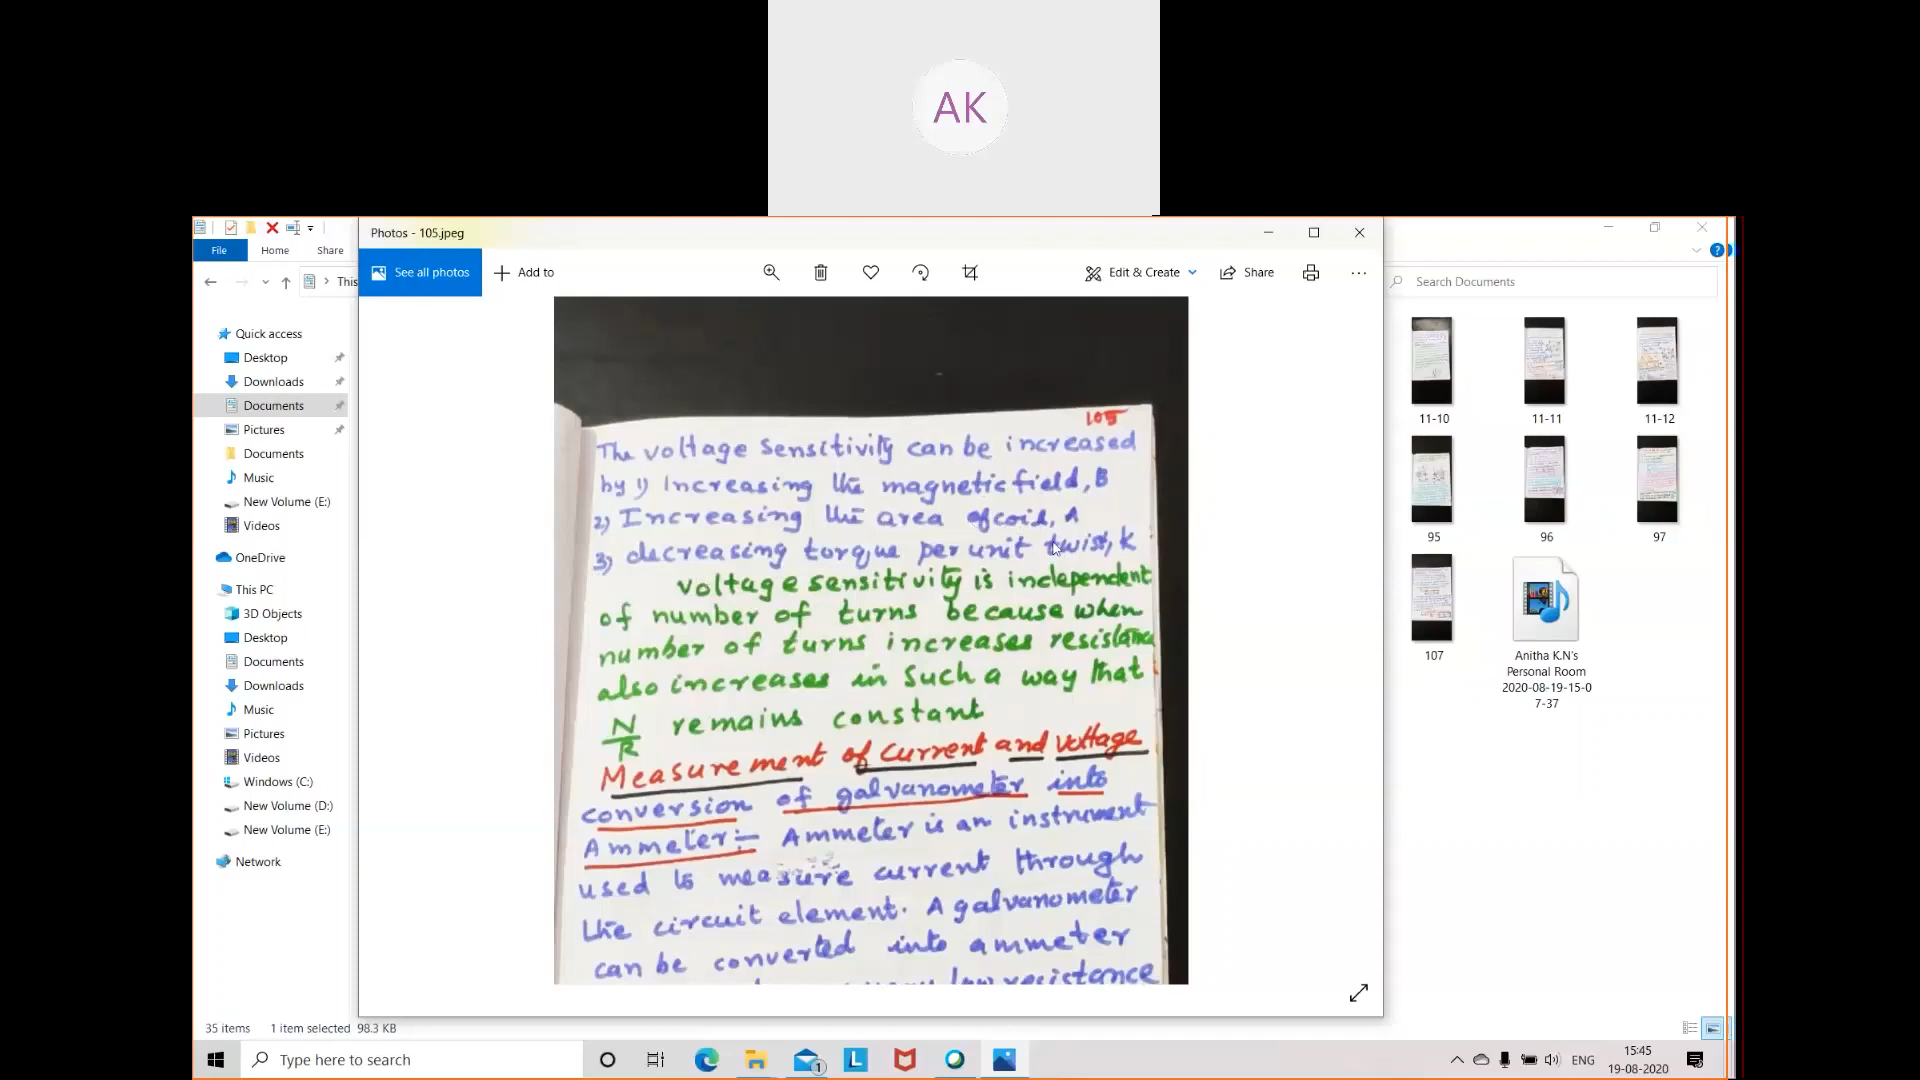 AK
Photos - 105.jpeg
File
Home
Share
See all photos
Add to
Edit & Create
Share
This
Search Documents
Quick access
Desktop
Downloads
Documents
Pictures
Documents
Music
New Volume (E:)
Videos
OneDrive
This PC
3D Objects
Desktop
Documents
Downloads
Music
Pictures
Videos
Windows (C:)
New Volume (D:)
New Volume (E:)
Network
105
The voltage sensitivity can be increased
by 1) Increasing the magnetic field, B
2) Increasing the area of coil, A
3) decreasing torque per unit twist, K
Voltage sensitivity is independent
of number of turns because when
number of turns increases resistance
also increases in such a way that
N/R remains constant
Measurement of current and voltage
conversion of galvanometer into
Ammeter:- Ammeter is an instrument
used to measure current through
the circuit element. A galvanometer
can be converted into ammeter
low resistance
11-10
11-11
11-12
95
96
97
107
Anitha K.N's
Personal Room
2020-08-19-15-0
7-37
35 items
1 item selected
98.3 KB
Type here to search
1
L
ENG
15:45
19-08-2020